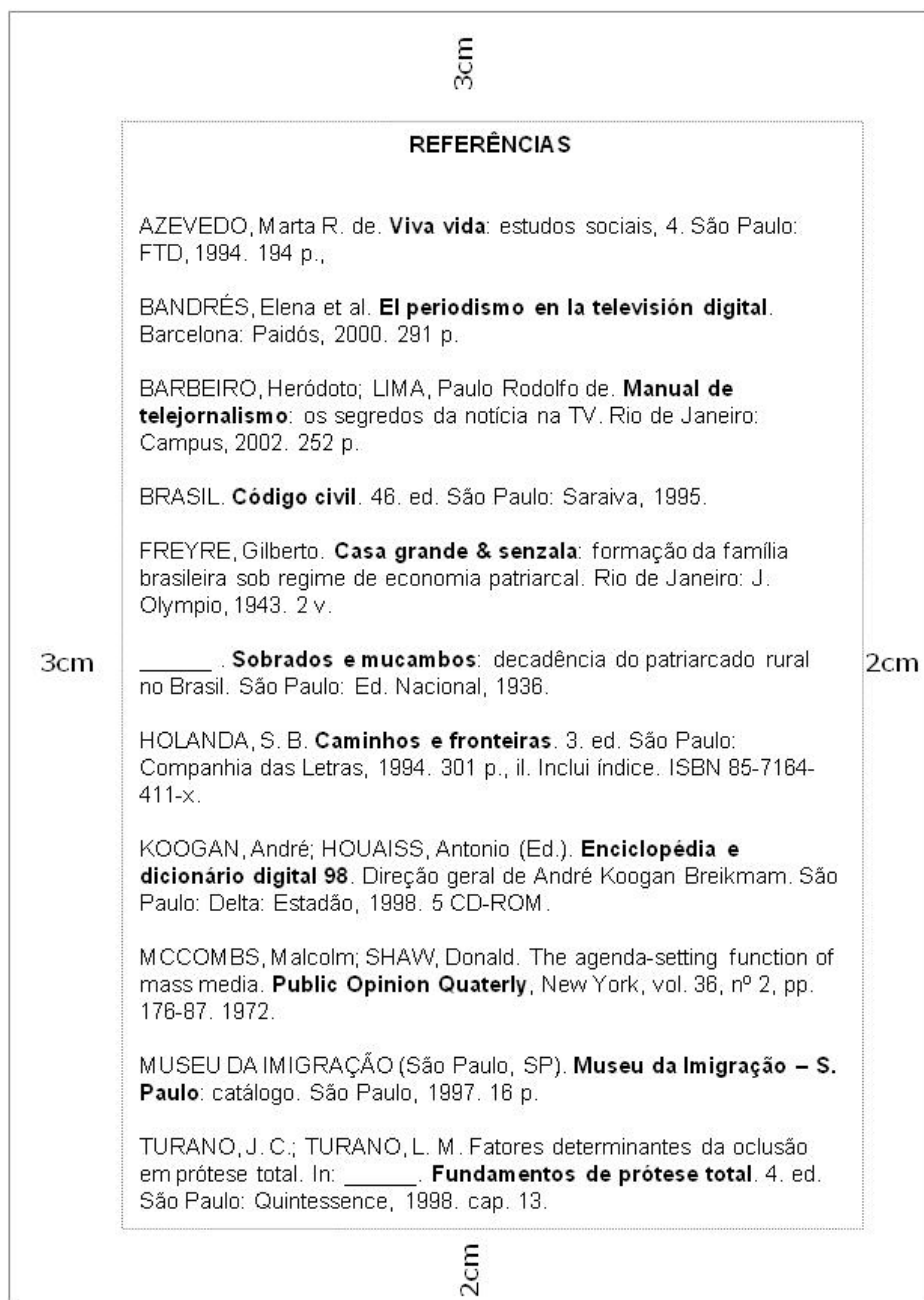 3cm
REFERÊNCIAS
AZEVEDO, Marta R. de. Viva vida: estudos sociais, 4. São Paulo:
FTD, 1994. 194 p.,
BANDRÉS, Elena et al. El periodismo en la televisión digital.
Barcelona: Paidós, 2000. 291 p.
BARBEIRO, Heródoto; LIMA, Paulo Rodolfo de. Manual de
telejornalismo: os segredos da notícia na TV. Rio de Janeiro:
Campus, 2002. 252 p.
BRASIL. Código civil. 46. ed. São Paulo: Saraiva, 1995.
FREYRE, Gilberto. Casa grande & senzala: formação da família
brasileira sob regime de economia patriarcal. Rio de Janeiro: J.
Olympio, 1943. 2 v.
3cm
______ . Sobrados e mucambos: decadência do patriarcado rural
no Brasil. São Paulo: Ed. Nacional, 1936.
2cm
HOLANDA, S. B. Caminhos e fronteiras. 3. ed. São Paulo:
Companhia das Letras, 1994. 301 p., il. Inclui índice. ISBN 85-7164-
411-x.
KOOGAN, André; HOUAISS, Antonio (Ed.). Enciclopédia e
dicionário digital 98. Direção geral de André Koogan Breikmam. São
Paulo: Delta: Estadão, 1998. 5 CD-ROM.
MCCOMBS, Malcolm; SHAW, Donald. The agenda-setting function of
mass media. Public Opinion Quaterly, New York, vol. 36, nº 2, pp.
176-87. 1972.
MUSEU DA IMIGRAÇÃO (São Paulo, SP). Museu da Imigração – S.
Paulo: catálogo. São Paulo, 1997. 16 p.
TURANO, J. C.; TURANO, L. M. Fatores determinantes da oclusão
em prótese total. In: ______. Fundamentos de prótese total. 4. ed.
São Paulo: Quintessence, 1998. cap. 13.
2cm